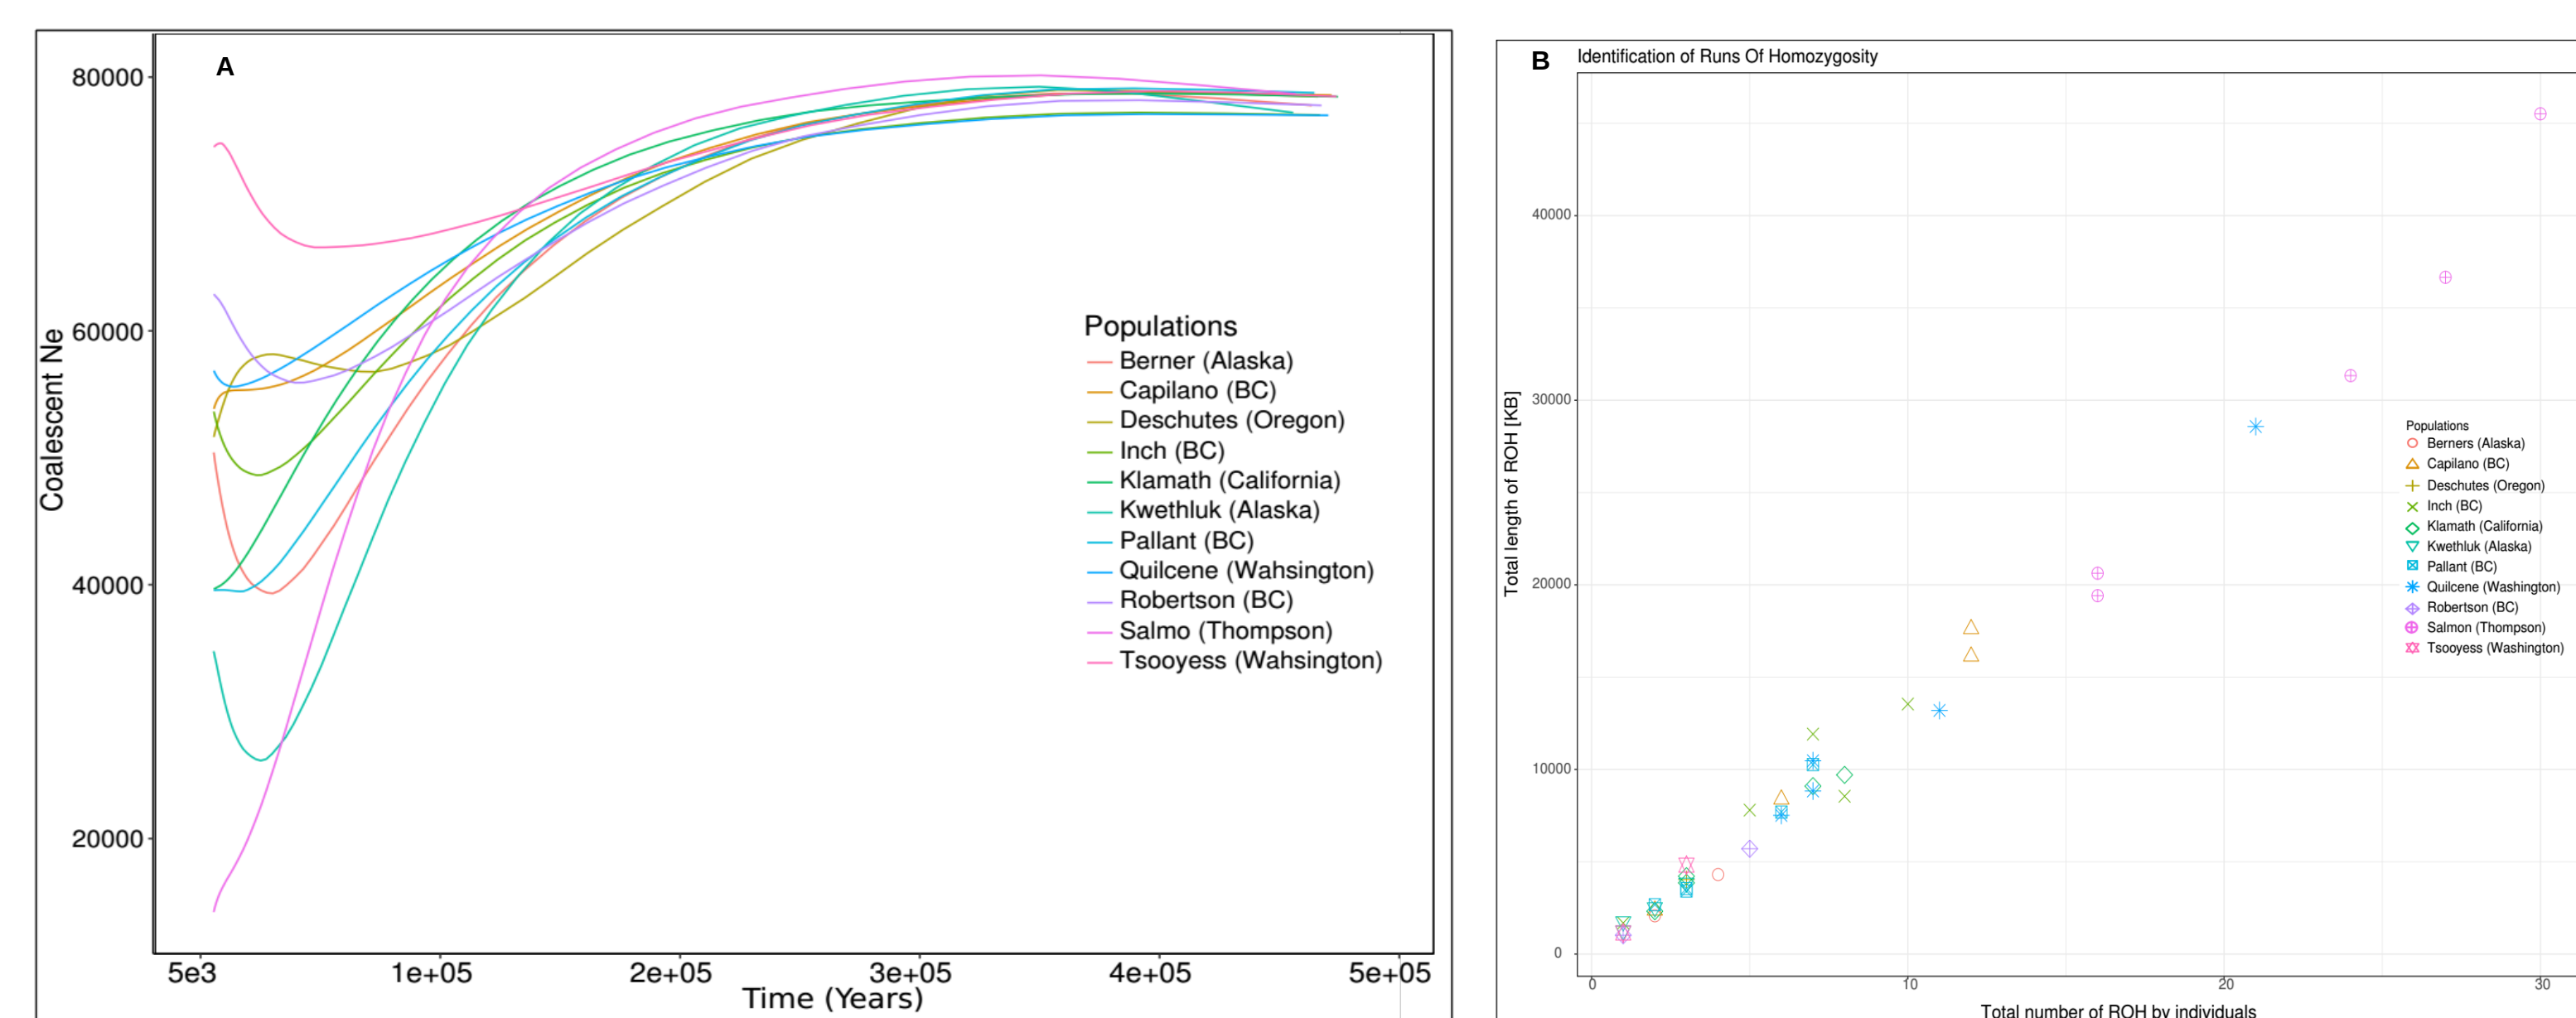 A
80000
60000
40000
20000
Coalescent Ne
5e3 1e+05 2e+05 3e+05 4e+05 5e+05
Time (Years)
Populations
Berner (Alaska)
Capilano (BC)
Deschutes (Oregon)
Inch (BC)
Klamath (California)
Kwethluk (Alaska)
Pallant (BC)
Quilcene (Wahsington)
Robertson (BC)
Salmo (Thompson)
Tsooyess (Wahsington)
B
Identification of Runs Of Homozygosity
40000
30000
20000
10000
0
Total length of ROH [KB]
0 10 20 30
Total number of ROH by individuals
Populations
Berners (Alaska)
Capilano (BC)
Deschutes (Oregon)
Inch (BC)
Klamath (California)
Kwethluk (Alaska)
Pallant (BC)
Quilcene (Washington)
Robertson (BC)
Salmon (Thompson)
Tsooyess (Washington)